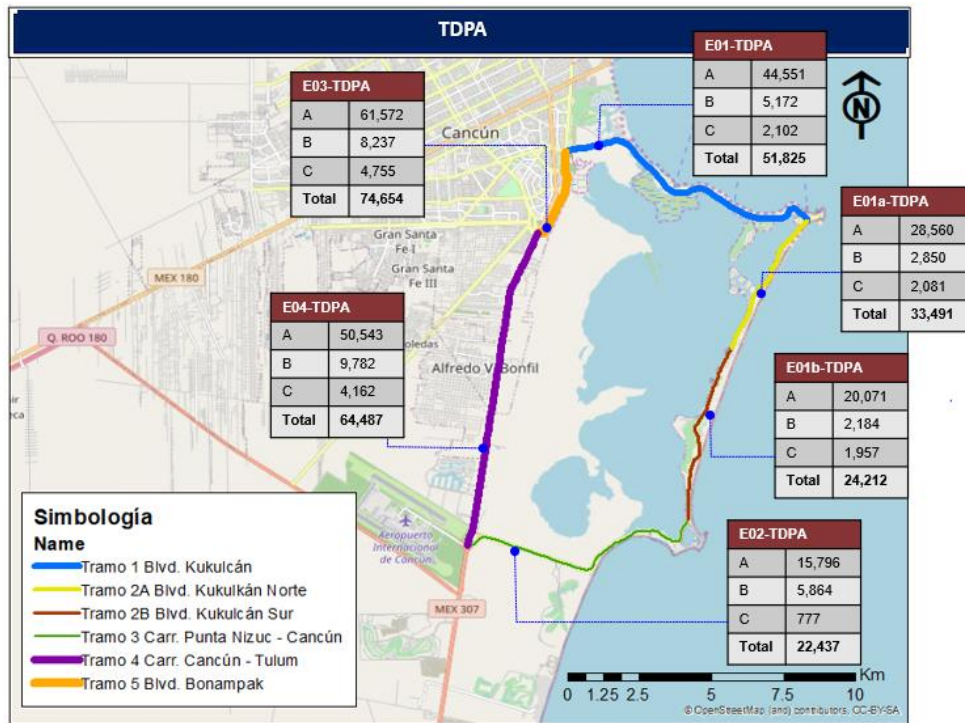 TDPA
E01-TDPA
A 44,551
B 5,172
C 2,102
Total 51,825
E03-TDPA
A 61,572
B 8,237
C 4,755
Total 74,654
N
Cancún
E01a-TDPA
A 28,560
B 2,850
C 2,081
Total 33,491
Gran Santa
Fe I
Gran Santa
Fe III
MEX 180
Q. ROO 180
E04-TDPA
A 50,543
B 9,782
C 4,162
Total 64,487
Alfredo V. Bonfil
E01b-TDPA
A 20,071
B 2,184
C 1,957
Total 24,212
Aeropuerto
Internacional
de Cancún
MEX 307
E02-TDPA
A 15,796
B 5,864
C 777
Total 22,437
Simbología
Name
Tramo 1 Blvd. Kukulcán
Tramo 2A Blvd. Kukulkán Norte
Tramo 2B Blvd. Kukulcán Sur
Tramo 3 Carr. Punta Nizuc - Cancún
Tramo 4 Carr. Cancún - Tulum
Tramo 5 Blvd. Bonampak
Km
0 1.25 2.5 5 7.5 10
© OpenStreetMap (and) contributors, CC-BY-SA